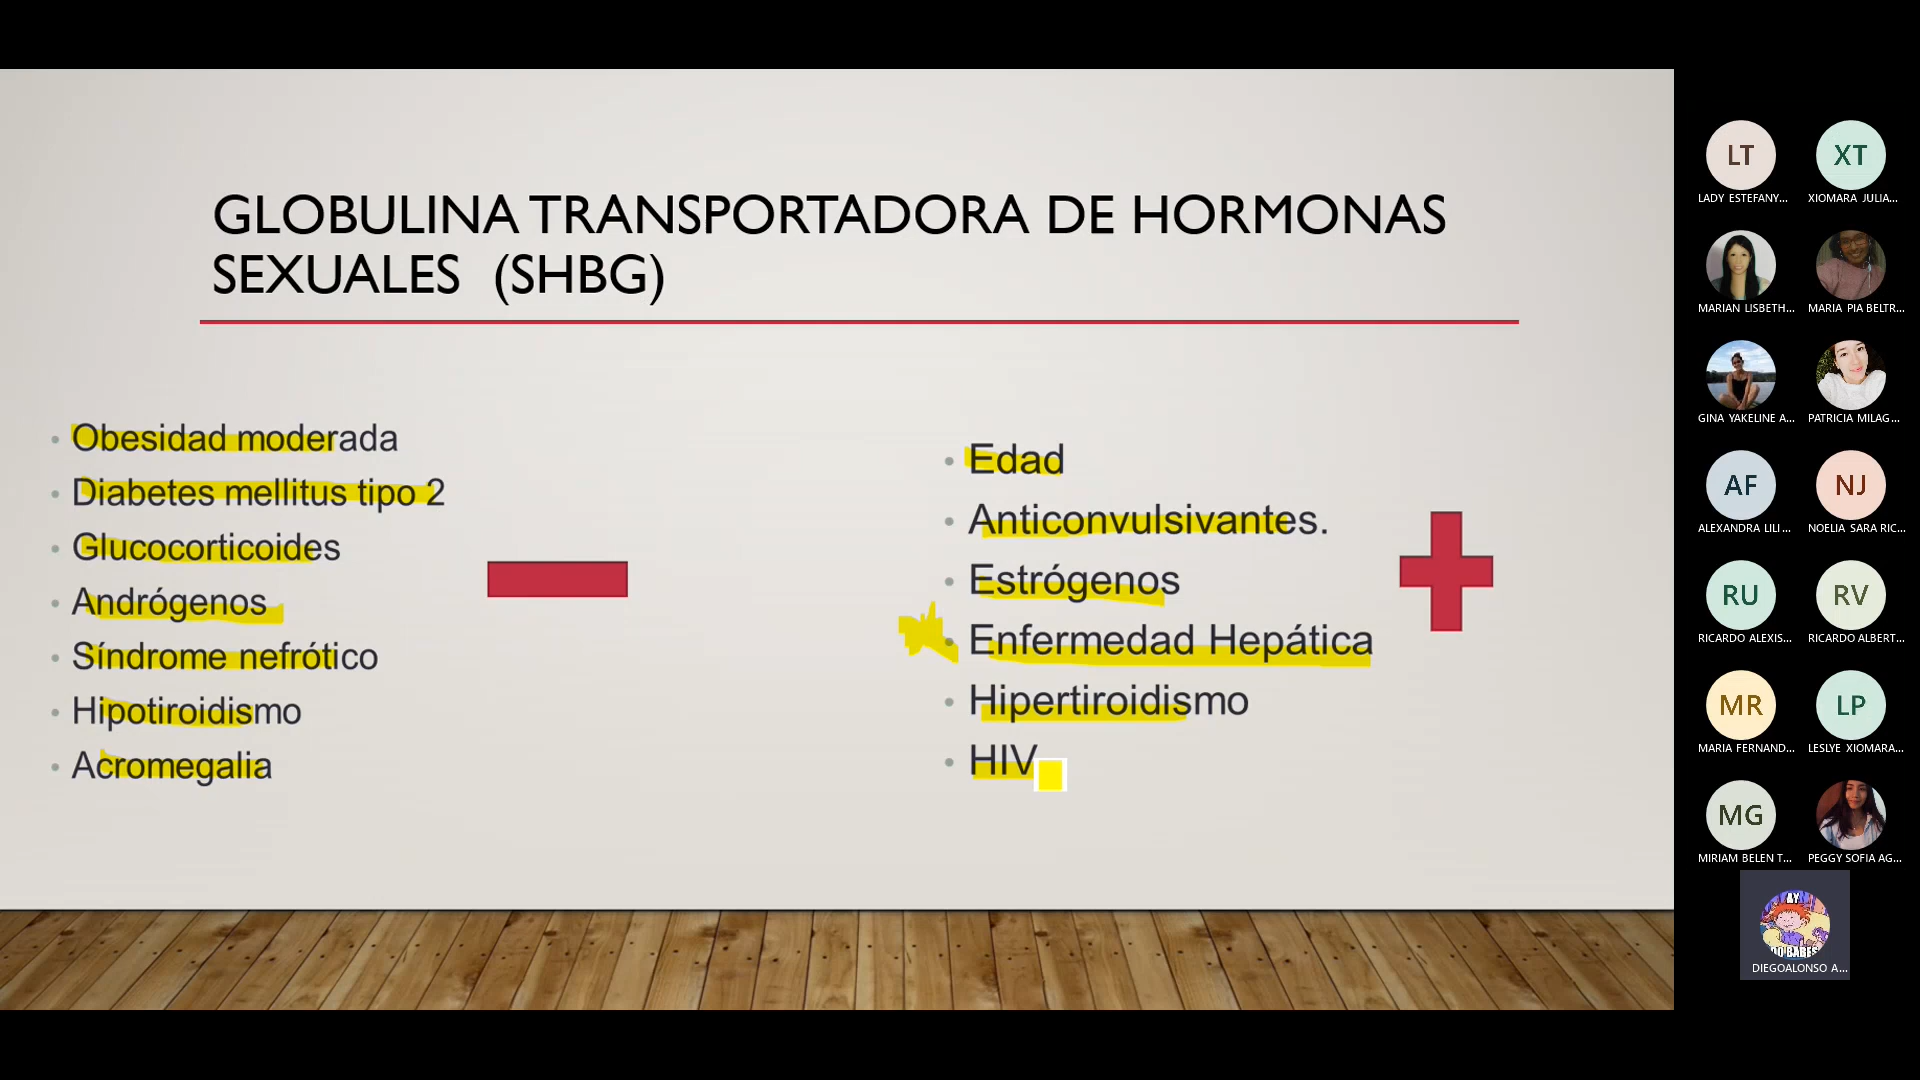 GLOBULINA TRANSPORTADORA DE HORMONAS
SEXUALES (SHBG)
Obesidad moderada
Diabetes mellitus tipo 2
Glucocorticoides
Andrógenos
Síndrome nefrótico
Hipotiroidismo
Acromegalia
Edad
Anticonvulsivantes.
Estrógenos
Enfermedad Hepática
Hipertiroidismo
HIV
LT
XT
LADY ESTEFANY...
XIOMARA JULIA...
MARIAN LISBETH...
MARIA PIA BELTR...
GINA YAKELINE A...
PATRICIA MILAG...
AF
NJ
ALEXANDRA LILI...
NOELIA SARA RIC...
RU
RV
RICARDO ALEXIS...
RICARDO ALBERT...
MR
LP
MARIA FERNAND...
LESLYE XIOMARA...
MG
MIRIAM BELEN T...
PEGGY SOFIA AG...
AY
DIEGOALONSO A...